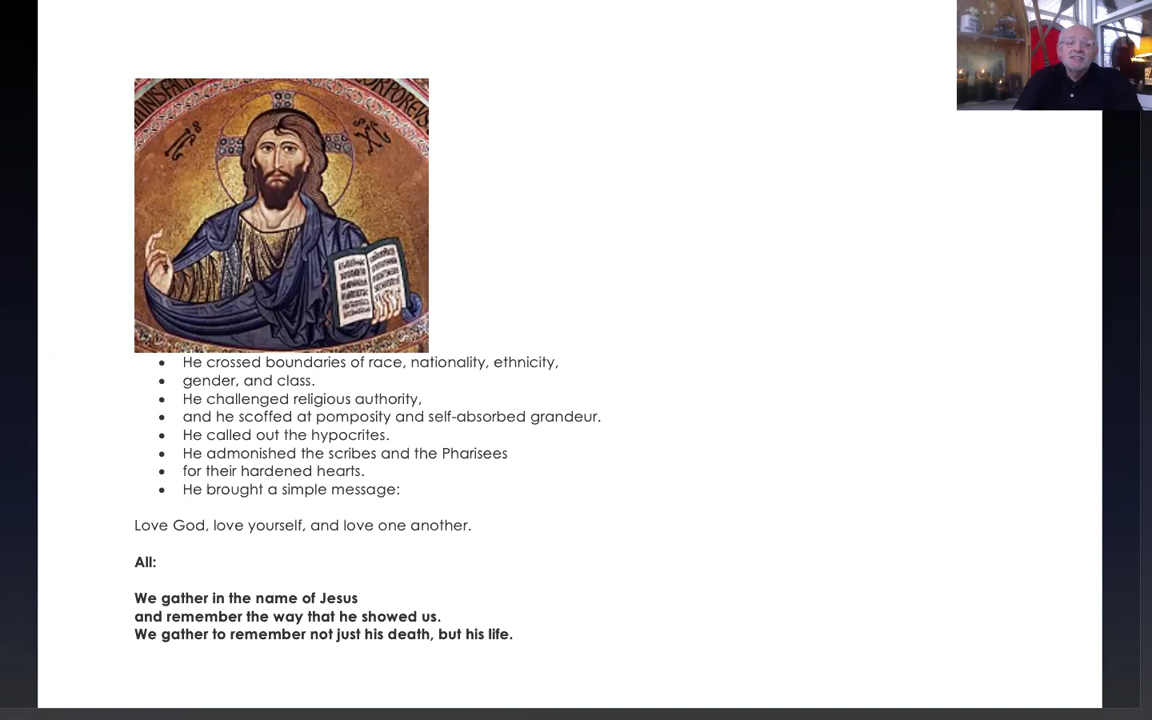 • He crossed boundaries of race, nationality, ethnicity,
• gender, and class.
• He challenged religious authority,
• and he scoffed at pomposity and self-absorbed grandeur.
• He called out the hypocrites.
• He admonished the scribes and the Pharisees
• for their hardened hearts.
• He brought a simple message:
Love God, love yourself, and love one another.
All:
We gather in the name of Jesus
and remember the way that he showed us.
We gather to remember not just his death, but his life.